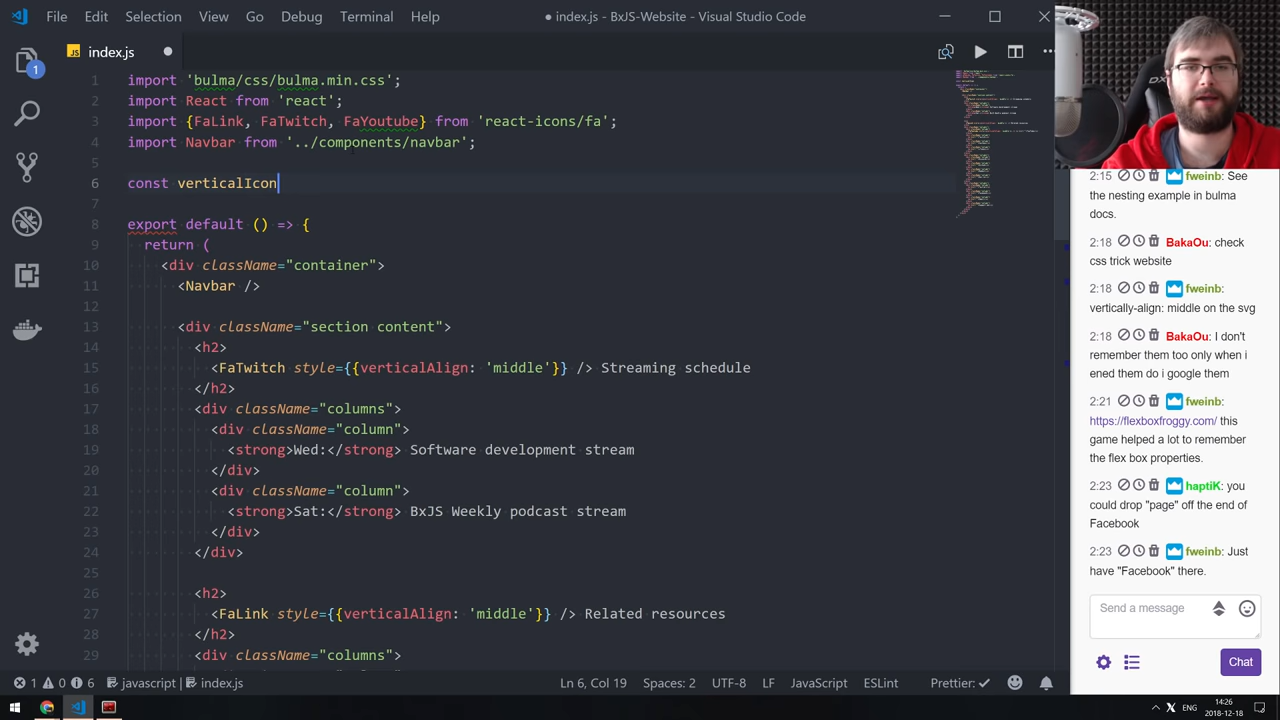 File Edit Selection View Go Debug Terminal Help
● index.js - BxJS-Website - Visual Studio Code
JS index.js ●
1
1 import 'bulma/css/bulma.min.css';
2 import React from 'react';
3 import {FaLink, FaTwitch, FaYoutube} from 'react-icons/fa';
4 import Navbar from '../components/navbar';
5
6 const verticalIcon
7
8 export default () => {
9 return (
10 <div className="container">
11 <Navbar />
12
13 <div className="section content">
14 <h2>
15 <FaTwitch style={{verticalAlign: 'middle'}} /> Streaming schedule
16 </h2>
17 <div className="columns">
18 <div className="column">
19 <strong>Wed:</strong> Software development stream
20 </div>
21 <div className="column">
22 <strong>Sat:</strong> BxJS Weekly podcast stream
23 </div>
24 </div>
25
26 <h2>
27 <FaLink style={{verticalAlign: 'middle'}} /> Related resources
28 </h2>
29 <div className="columns">
1 0 6 javascript index.js Ln 6, Col 19 Spaces: 2 UTF-8 LF JavaScript ESLint Prettier: ✓
DX
2:15 fweinb: See
the nesting example in bulma
docs.
2:18 BakaOu: check
css trick website
2:18 fweinb:
vertically-align: middle on the svg
2:18 BakaOu: I don't
remember them too only when i
ened them do i google them
2:21 fweinb:
https://flexboxfroggy.com/ this
game helped a lot to remember
the flex box properties.
2:23 haptiK: you
could drop "page" off the end of
Facebook
2:23 fweinb: Just
have "Facebook" there.
Send a message
Chat
ENG
14:26
2018-12-18